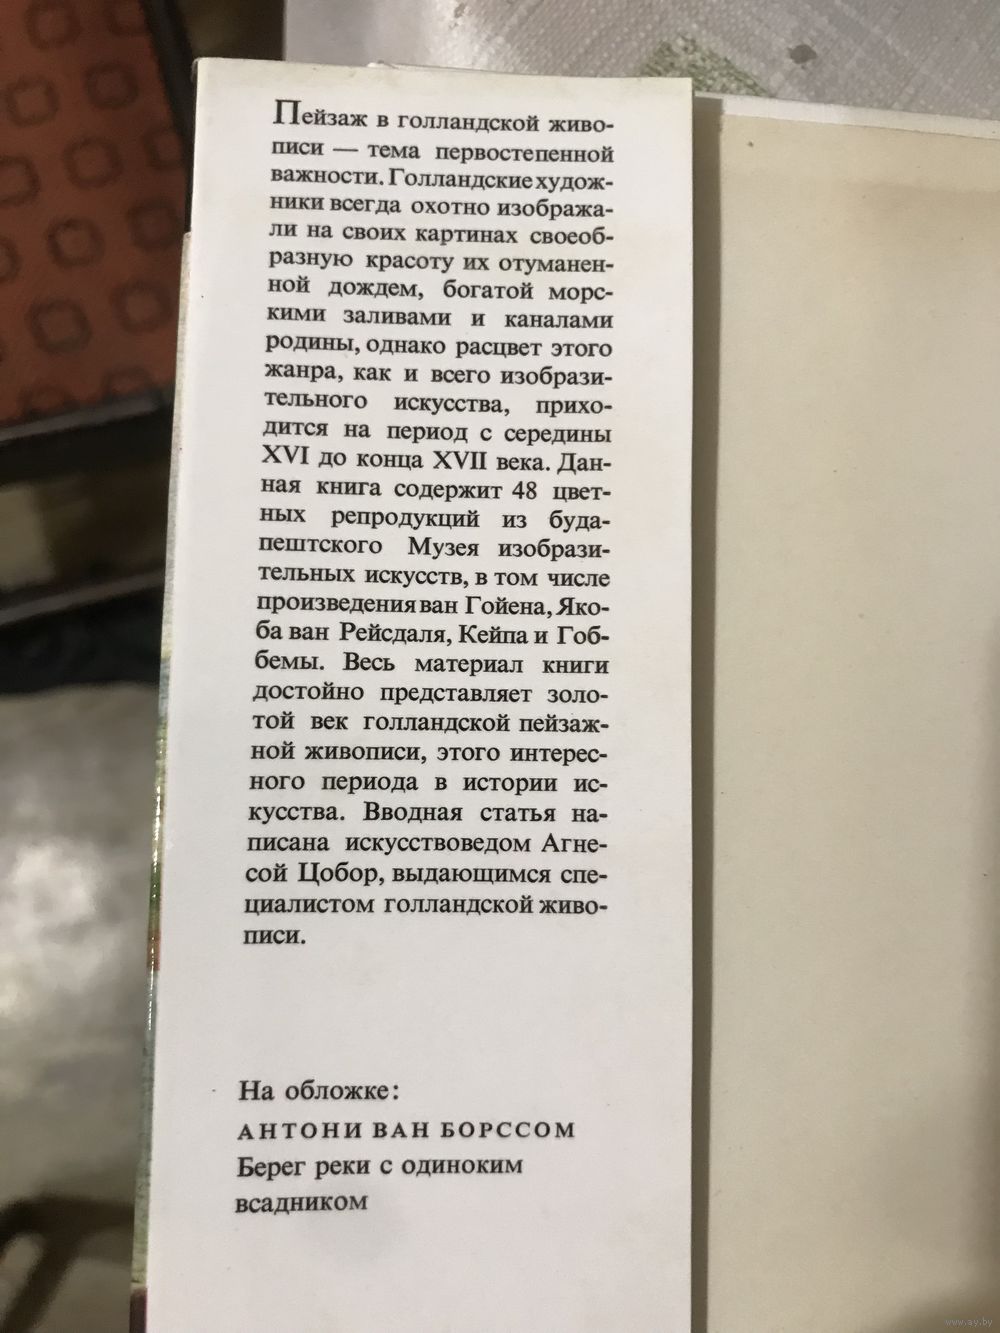 Пейзаж в голландской живо-
писи — тема первостепенной
важности. Голландские худож-
ники всегда охотно изобража-
ли на своих картинах своеоб-
разную красоту их отуманен-
ной дождем, богатой морс-
кими заливами и каналами
родины, однако расцвет этого
жанра, как и всего изобрази-
тельного искусства, прихо-
дится на период с середины
XVI до конца XVII века. Дан-
ная книга содержит 48 цвет-
ных репродукций из буда-
пештского Музея изобрази-
тельных искусств, в том числе
произведения ван Гойена, Яко-
ба ван Рейсдаля, Кейпа и Гоб-
бемы. Весь материал книги
достойно представляет золо-
той век голландской пейзаж-
ной живописи, этого интерес-
ного периода в истории ис-
кусства. Вводная статья на-
писана искусствоведом Агне-
сой Цобор, выдающимся спе-
циалистом голландской живо-
писи.
На обложке:
АНТОНИ ВАН БОРССОМ
Берег реки с одиноким
всадником
www.ay.by